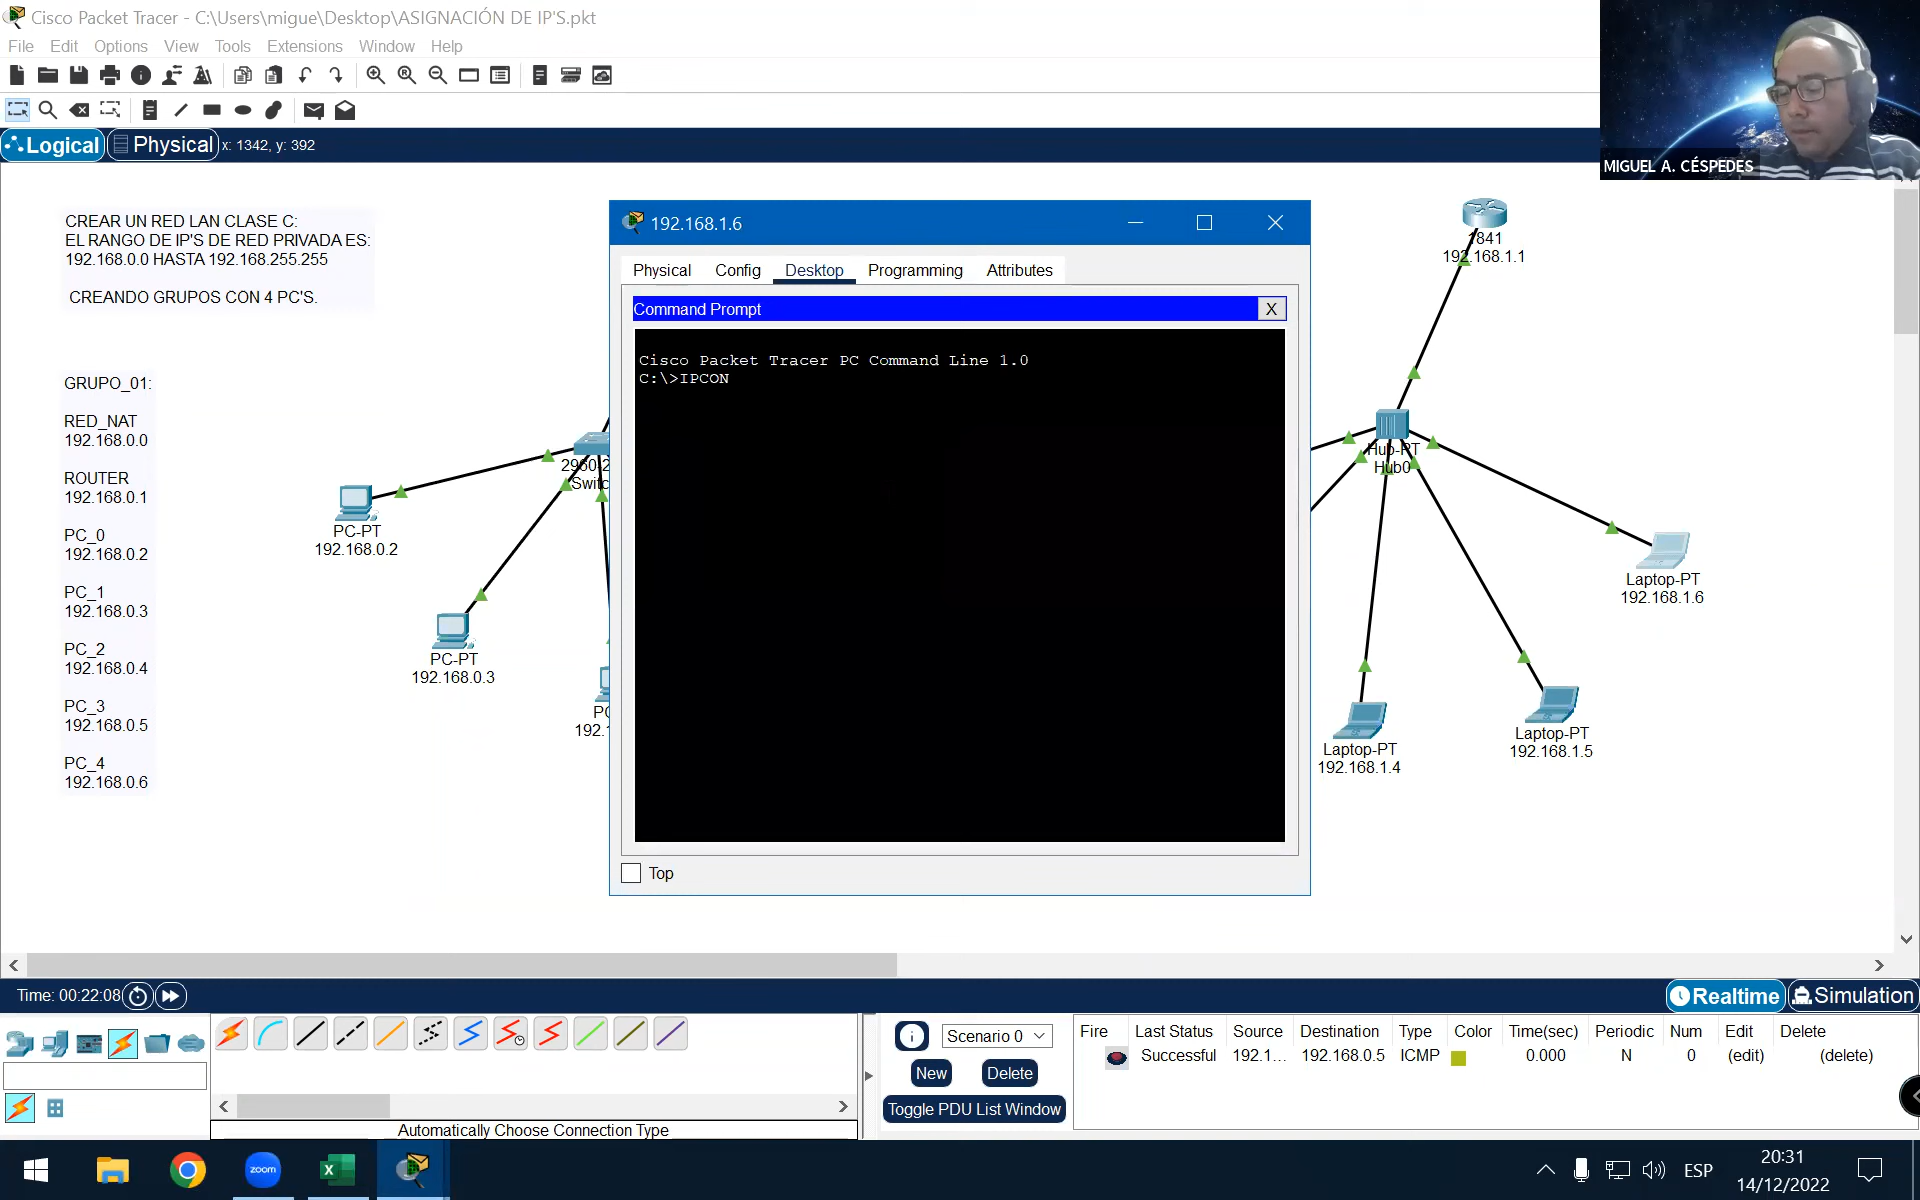 Cisco Packet Tracer - C:\Users\migue\Desktop\ASIGNACIÓN DE IP'S.pkt
File Edit Options View Tools Extensions Window Help
Logical Physical x: 1342, y: 392
MIGUEL A. CÉSPEDES
CREAR UN RED LAN CLASE C:
EL RANGO DE IP'S DE RED PRIVADA ES:
192.168.0.0 HASTA 192.168.255.255
CREANDO GRUPOS CON 4 PC'S.
GRUPO_01:
RED_NAT
192.168.0.0
ROUTER
192.168.0.1
PC_0
192.168.0.2
PC_1
192.168.0.3
PC_2
192.168.0.4
PC_3
192.168.0.5
PC_4
192.168.0.6
PC-PT
192.168.0.2
PC-PT
192.168.0.3
2960-2
Switc
PC
192.1
192.168.1.6
Physical Config Desktop Programming Attributes
Command Prompt X
Cisco Packet Tracer PC Command Line 1.0
C:\>IPCON
Top
1841
192.168.1.1
Hub-PT
Hub0
Laptop-PT
192.168.1.6
Laptop-PT
192.168.1.5
Laptop-PT
192.168.1.4
Time: 00:22:08
Realtime Simulation
Automatically Choose Connection Type
Scenario 0
New Delete
Toggle PDU List Window
Fire Last Status Source Destination Type Color Time(sec) Periodic Num Edit Delete
Successful 192.1... 192.168.0.5 ICMP 0.000 N 0 (edit) (delete)
zoom
ESP
20:31
14/12/2022